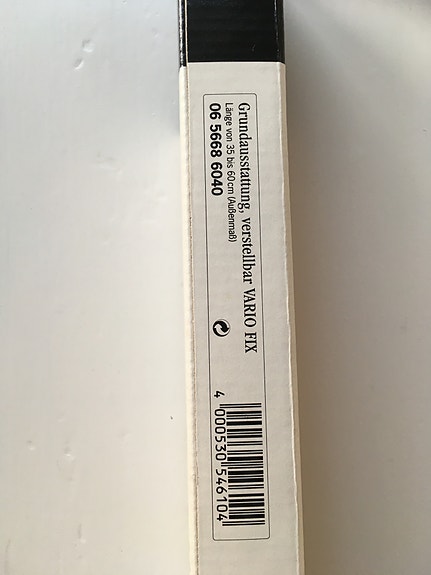 Grundausstattung, verstellbar VARIO FIX
Länge von 35 bis 60 cm (Außenmaß)
06 5668 6040
4 000530 546104